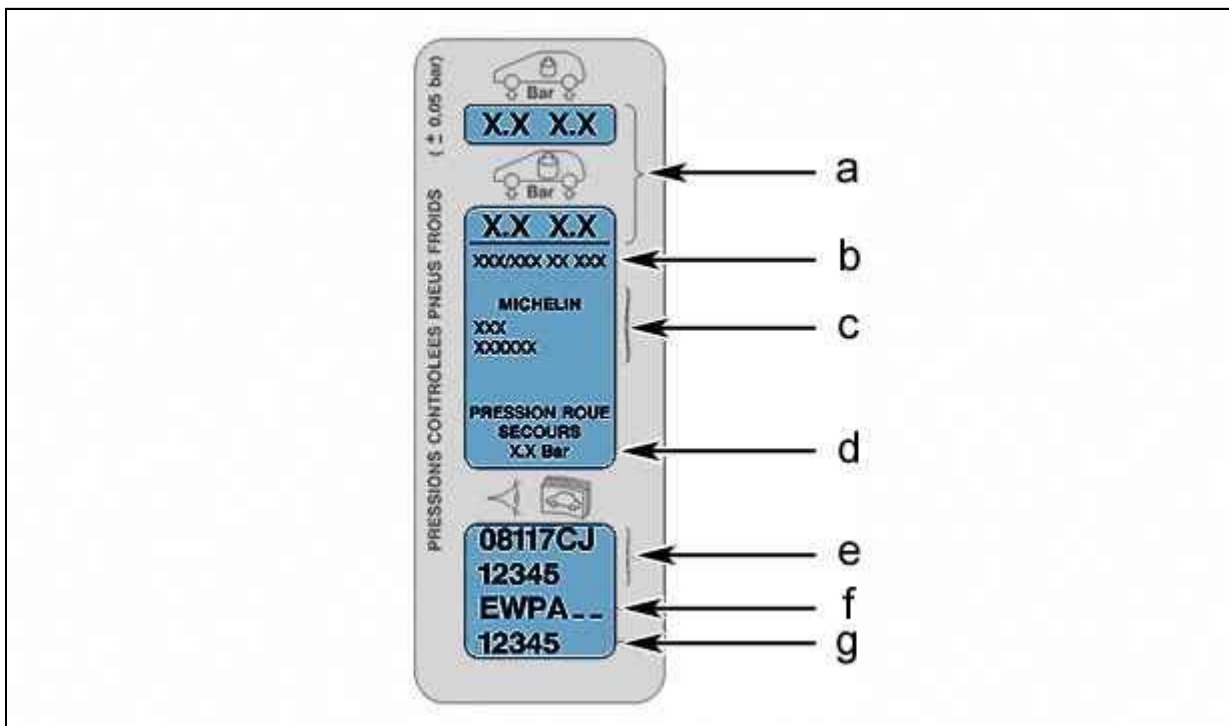 PRESSIONS CONTROLEES PNEUS FROIDS ( ± 0,05 bar)
Bar
X.X X.X
Bar
X.X X.X
XXX/XXX XX XXX
MICHELIN
XXX
XXXXXX
PRESSION ROUE
SECOURS
X.X Bar
08117CJ
12345
EWPA_ _
12345
a
b
c
d
e
f
g